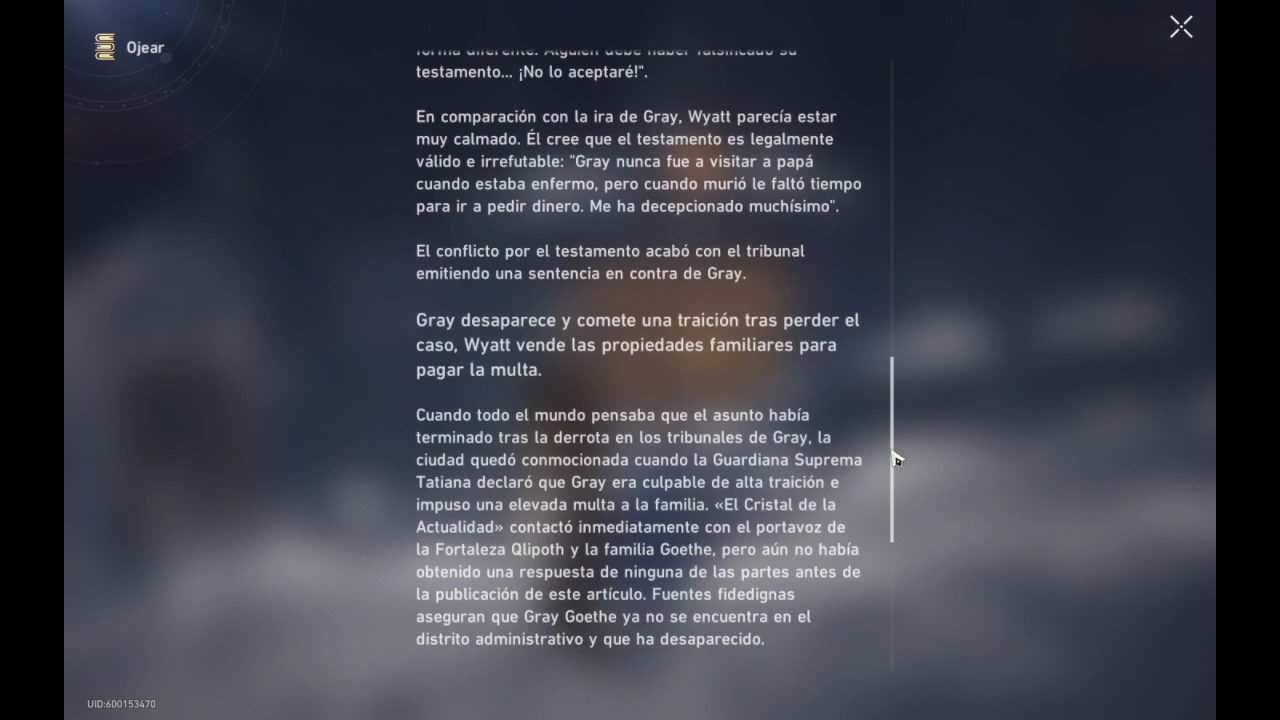 Ojear
forma diferente. Alguien debe haber falsificado su
testamento... ¡No lo aceptaré!".
En comparación con la ira de Gray, Wyatt parecía estar
muy calmado. Él cree que el testamento es legalmente
válido e irrefutable: "Gray nunca fue a visitar a papá
cuando estaba enfermo, pero cuando murió le faltó tiempo
para ir a pedir dinero. Me ha decepcionado muchísimo".
El conflicto por el testamento acabó con el tribunal
emitiendo una sentencia en contra de Gray.
Gray desaparece y comete una traición tras perder el
caso, Wyatt vende las propiedades familiares para
pagar la multa.
Cuando todo el mundo pensaba que el asunto había
terminado tras la derrota en los tribunales de Gray, la
ciudad quedó conmocionada cuando la Guardiana Suprema
Tatiana declaró que Gray era culpable de alta traición e
impuso una elevada multa a la familia. «El Cristal de la
Actualidad» contactó inmediatamente con el portavoz de
la Fortaleza Qlipoth y la familia Goethe, pero aún no había
obtenido una respuesta de ninguna de las partes antes de
la publicación de este artículo. Fuentes fidedignas
aseguran que Gray Goethe ya no se encuentra en el
distrito administrativo y que ha desaparecido.
UID:600153470